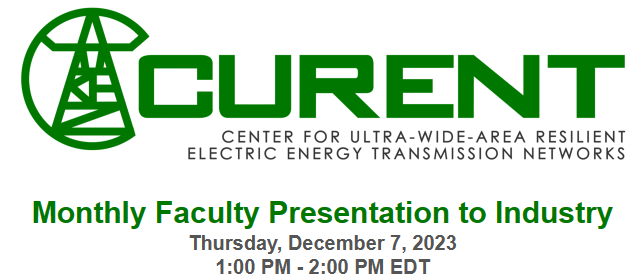 CURENT
CENTER FOR ULTRA-WIDE-AREA RESILIENT
ELECTRIC ENERGY TRANSMISSION NETWORKS
Monthly Faculty Presentation to Industry
Thursday, December 7, 2023
1:00 PM - 2:00 PM EDT